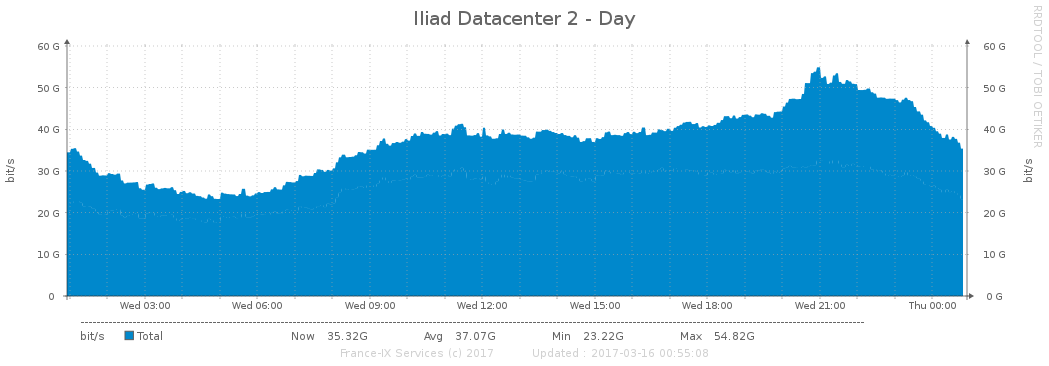 Iliad Datacenter 2 - Day
RRDTOOL / TOBI OETIKER
60 G 60 G
50 G 50 G
40 G 40 G
30 G 30 G
20 G 20 G
10 G 10 G
0 0 G
bit/s bit/s
Wed 03:00 Wed 06:00 Wed 09:00 Wed 12:00 Wed 15:00 Wed 18:00 Wed 21:00 Thu 00:00
bit/s Total Now 35.32G Avg 37.07G Min 23.22G Max 54.82G
France-IX Services (c) 2017 Updated : 2017-03-16 00:55:08